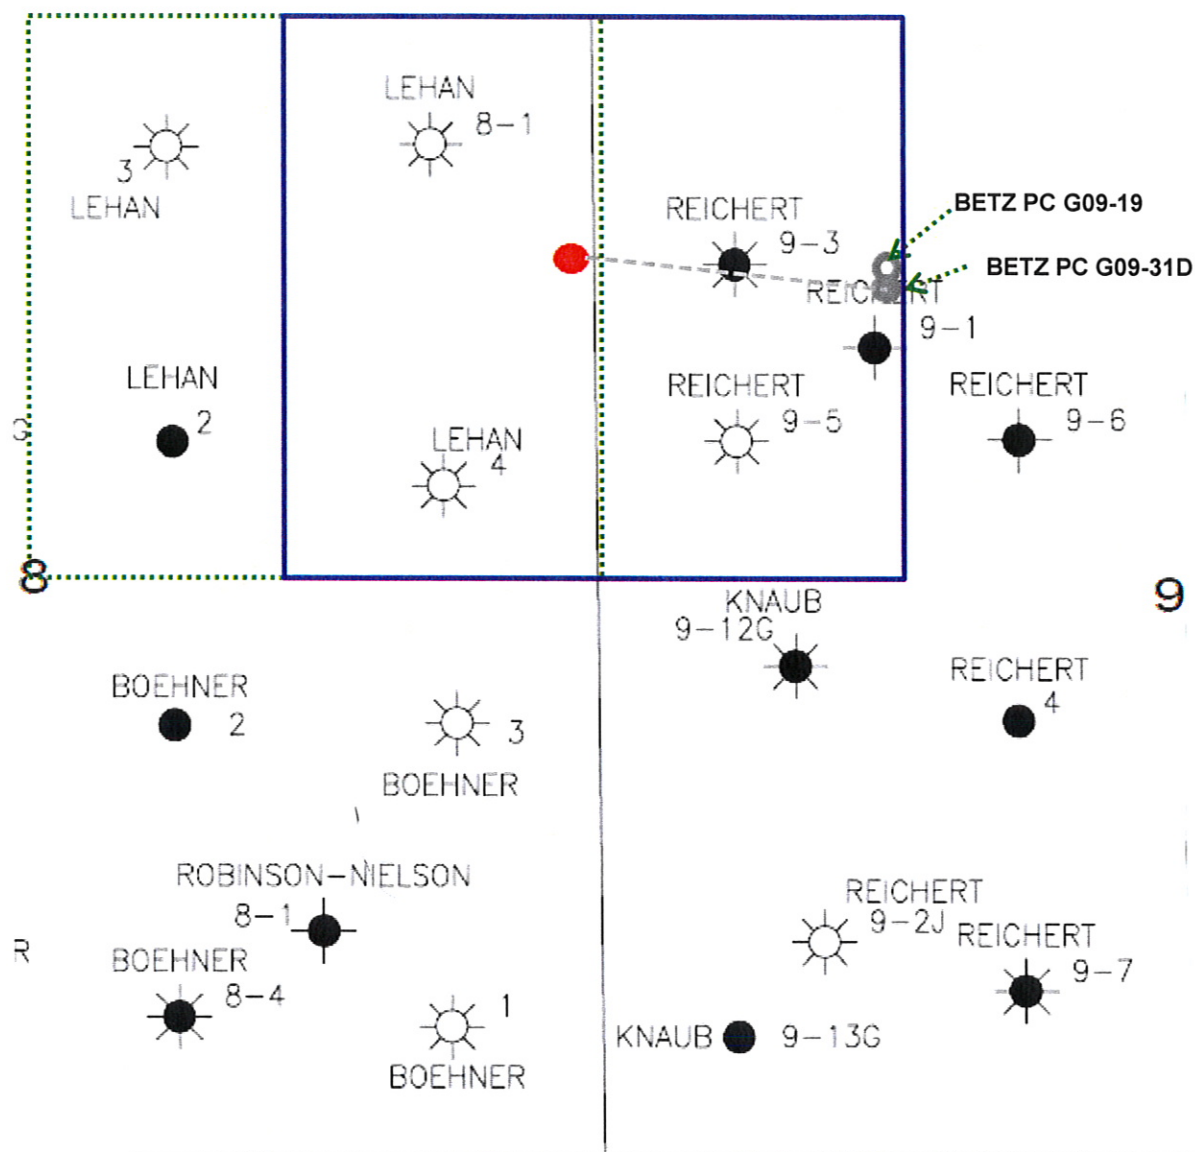 LEHAN
8-1
3
LEHAN
REICHERT
9-3
BETZ PC G09-19
BETZ PC G09-31D
REICHERT
9-1
LEHAN
2
REICHERT
9-5
REICHERT
9-6
LEHAN
4
8
9
KNAUB
9-12G
BOEHNER
2
REICHERT
4
3
BOEHNER
ROBINSON-NIELSON
8-1
REICHERT
9-2J
REICHERT
9-7
R
BOEHNER
8-4
1
BOEHNER
KNAUB 9-13G